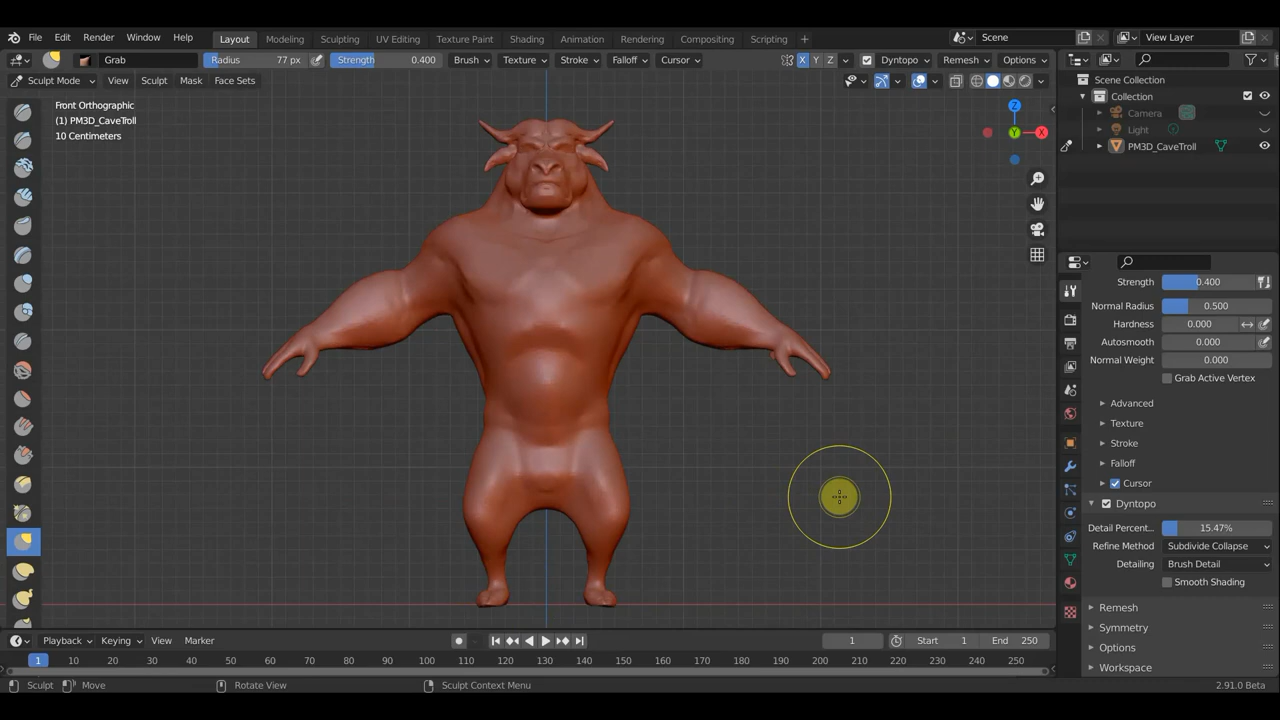 File Edit Render Window Help Layout Modeling Sculpting UV Editing Texture Paint Shading Animation Rendering Compositing Scripting + Scene View Layer
Grab Radius 77 px Strength 0.400 Brush Texture Stroke Falloff Cursor X Y Z Dyntopo Remesh Options
Sculpt Mode View Sculpt Mask Face Sets
Front Orthographic
(1) PM3D_CaveTroll
10 Centimeters
Z
Y
X
Scene Collection
Collection
Camera
Light
PM3D_CaveTroll
Strength 0.400
Normal Radius 0.500
Hardness 0.000
Autosmooth 0.000
Normal Weight 0.000
Grab Active Vertex
Advanced
Texture
Stroke
Falloff
Cursor
Dyntopo
Detail Percent... 15.47%
Refine Method Subdivide Collapse
Detailing Brush Detail
Smooth Shading
Remesh
Symmetry
Options
Workspace
Playback Keying View Marker 1 Start 1 End 250
1 10 20 30 40 50 60 70 80 90 100 110 120 130 140 150 160 170 180 190 200 210 220 230 240 250
Sculpt Move Rotate View Sculpt Context Menu 2.91.0 Beta